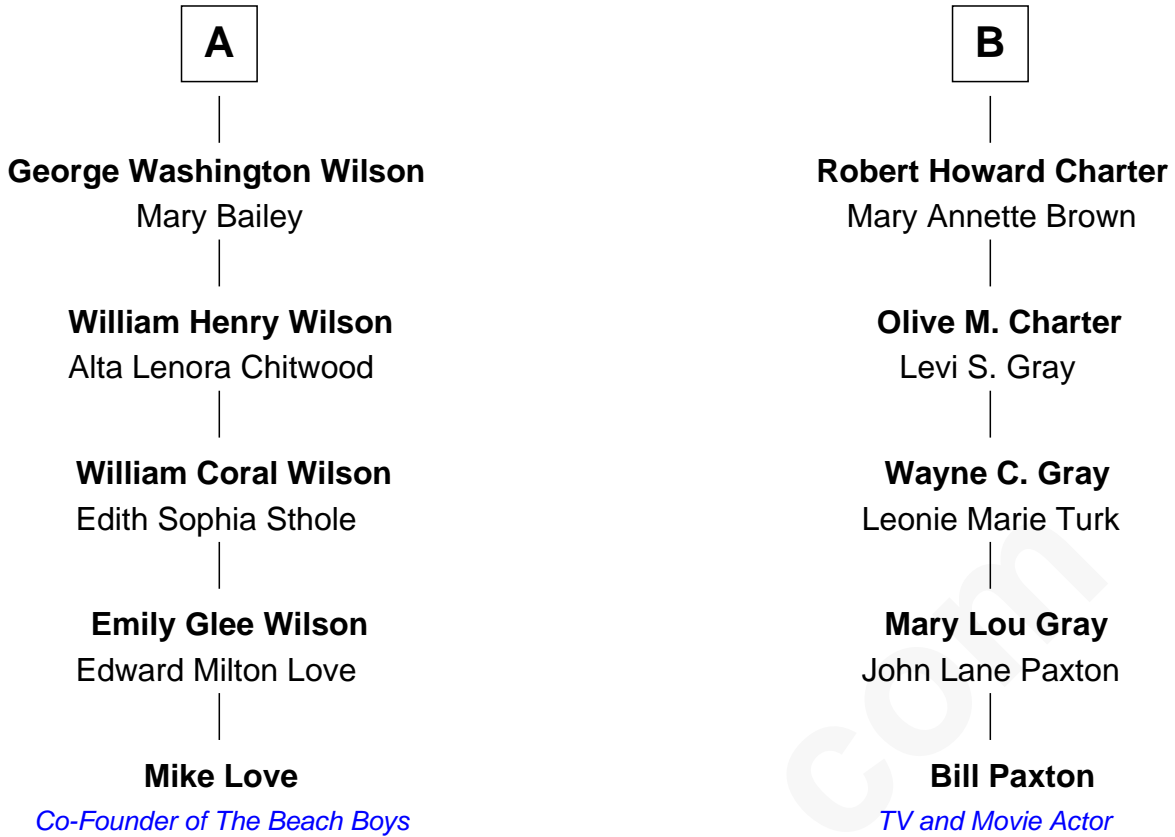 A
B
George Washington Wilson
Mary Bailey
Robert Howard Charter
Mary Annette Brown
William Henry Wilson
Alta Lenora Chitwood
Olive M. Charter
Levi S. Gray
William Coral Wilson
Edith Sophia Sthole
Wayne C. Gray
Leonie Marie Turk
Emily Glee Wilson
Edward Milton Love
Mary Lou Gray
John Lane Paxton
Mike Love
Co-Founder of The Beach Boys
Bill Paxton
TV and Movie Actor
com